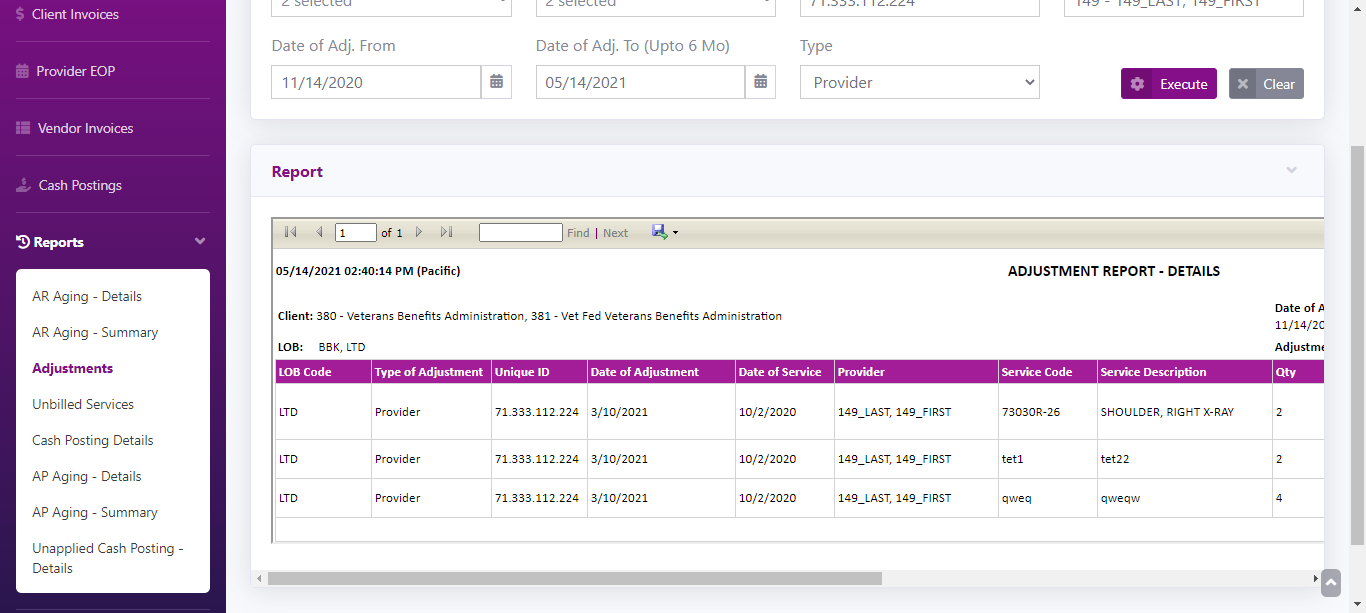 Client Invoices
Provider EOP
Vendor Invoices
Cash Postings
Reports
AR Aging - Details
AR Aging - Summary
Adjustments
Unbilled Services
Cash Posting Details
AP Aging - Details
AP Aging - Summary
Unapplied Cash Posting -
Details
2 selected 2 selected 71.333.112.224 149 - 149_LAST, 149_FIRST
Date of Adj. From Date of Adj. To (Upto 6 Mo) Type
11/14/2020 05/14/2021 Provider Execute Clear
Report
1 of 1 Find | Next
05/14/2021 02:40:14 PM (Pacific) ADJUSTMENT REPORT - DETAILS
Date of A
Client: 380 - Veterans Benefits Administration, 381 - Vet Fed Veterans Benefits Administration
11/14/20
LOB: BBK, LTD Adjustme
LOB Code Type of Adjustment Unique ID Date of Adjustment Date of Service Provider Service Code Service Description Qty
LTD Provider 71.333.112.224 3/10/2021 10/2/2020 149_LAST, 149_FIRST 73030R-26 SHOULDER, RIGHT X-RAY 2
LTD Provider 71.333.112.224 3/10/2021 10/2/2020 149_LAST, 149_FIRST tet1 tet22 2
LTD Provider 71.333.112.224 3/10/2021 10/2/2020 149_LAST, 149_FIRST qweq qweqw 4